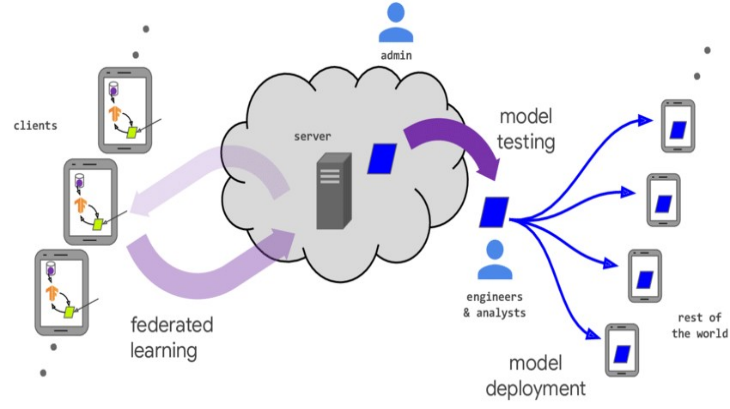 admin
clients
server
model
testing
federated
learning
engineers
& analysts
rest of
the world
model
deployment